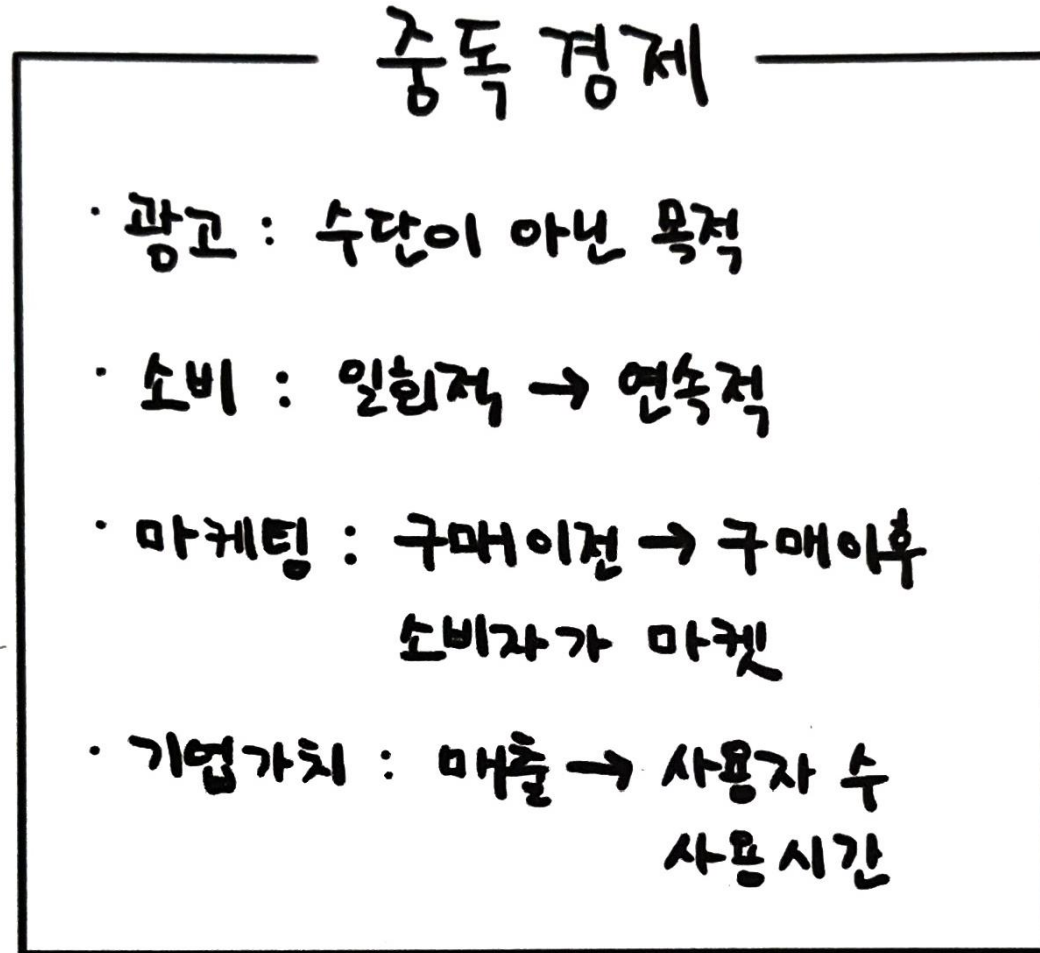 중독 경제
· 광고 : 수단이 아닌 목적
· 소비 : 일회적 → 연속적
· 마케팅 : 구매이전 → 구매이후
소비자가 마켓
· 기업가치 : 매출 → 사용자 수
사용시간